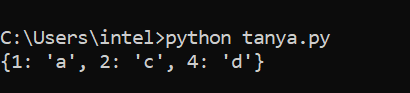 C:\Users\intel>python tanya.py
{1: 'a', 2: 'c', 4: 'd'}